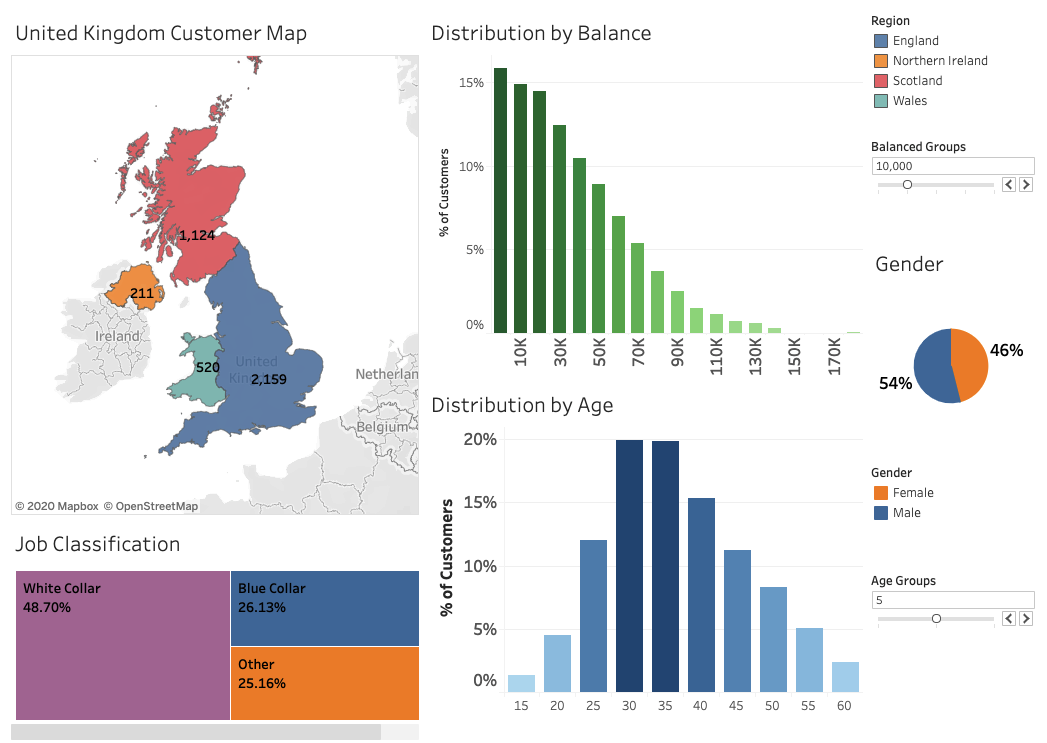 United Kingdom Customer Map
1,124
211
Ireland
520
United
2,159
Netherlan
Belgium
© 2020 Mapbox © OpenStreetMap
Job Classification
White Collar
48.70%
Blue Collar
26.13%
Other
25.16%
Distribution by Balance
% of Customers
15%
10%
5%
0%
10K 30K 50K 70K 90K 110K 130K 150K 170K
Distribution by Age
% of Customers
20%
15%
10%
5%
0%
15 20 25 30 35 40 45 50 55 60
Region
England
Northern Ireland
Scotland
Wales
Balanced Groups
10,000
Gender
46%
54%
Gender
Female
Male
Age Groups
5